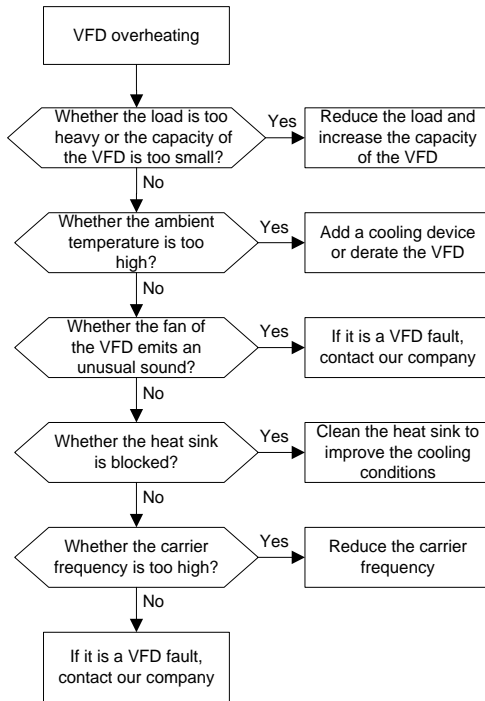 VFD overheating
Whether the load is too
heavy or the capacity of
the VFD is too small?
Yes
Reduce the load and
increase the capacity
of the VFD
No
Whether the ambient
temperature is too
high?
Yes
Add a cooling device
or derate the VFD
No
Whether the fan of
the VFD emits an
unusual sound?
Yes
If it is a VFD fault,
contact our company
No
Whether the heat sink
is blocked?
Yes
Clean the heat sink to
improve the cooling
conditions
No
Whether the carrier
frequency is too high?
Yes
Reduce the carrier
frequency
No
If it is a VFD fault,
contact our company